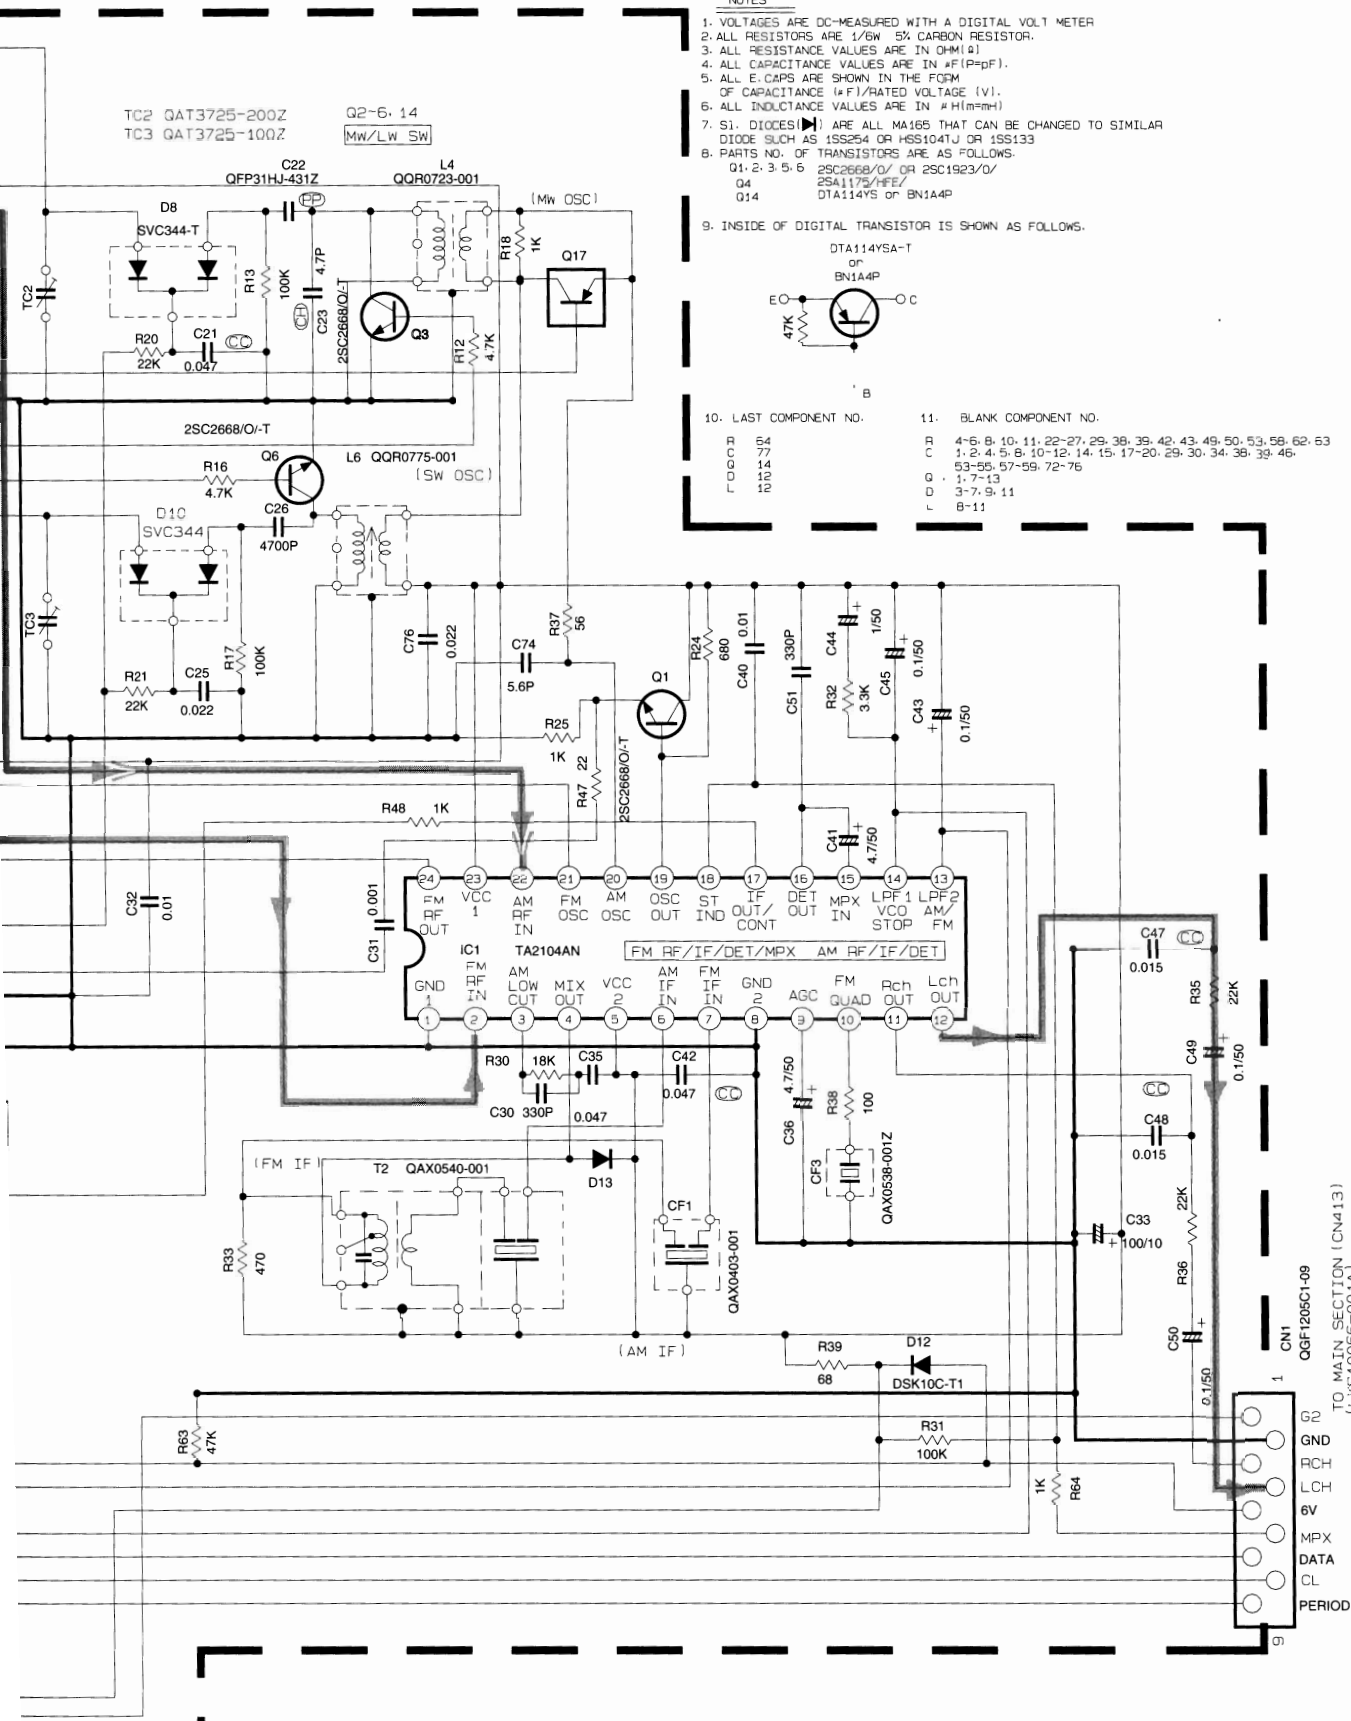 NOTES
1. VOLTAGES ARE DC-MEASURED WITH A DIGITAL VOLT METER
2. ALL RESISTORS ARE 1/6W 5% CARBON RESISTOR.
3. ALL RESISTANCE VALUES ARE IN OHM(Ω)
4. ALL CAPACITANCE VALUES ARE IN μF(P=pF).
5. ALL E.CAPS ARE SHOWN IN THE FORM
OF CAPACITANCE (μF)/RATED VOLTAGE (V).
6. ALL INDUCTANCE VALUES ARE IN μH(m=mH)
7. SI. DIODES( ) ARE ALL MA165 THAT CAN BE CHANGED TO SIMILAR
DIODE SUCH AS 1SS254 OR HSS104TJ OR 1SS133
8. PARTS NO. OF TRANSISTORS ARE AS FOLLOWS.
Q1, 2, 3, 5, 6 2SC2668/O/ OR 2SC1923/O/
Q4 2SA1175/HFE/
Q14 DTA114YS or BN1A4P
9. INSIDE OF DIGITAL TRANSISTOR IS SHOWN AS FOLLOWS.
DTA114YSA-T
or
BN1A4P
E C
47K
B
10. LAST COMPONENT NO.
R 64
C 77
Q 14
D 12
L 12
11. BLANK COMPONENT NO.
R 4-6, 8, 10, 11, 22-27, 29, 38, 39, 42, 43, 49, 50, 53, 58, 62, 63
C 1, 2, 4, 5, 8, 10-12, 14, 15, 17-20, 29, 30, 34, 38, 39, 46,
53-55, 57-59, 72-76
Q 1, 7-13
D 3-7, 9, 11
L 8-11
TC2 QAT3725-200Z
TC3 QAT3725-100Z
Q2-6, 14
MW/LW SW
C22
QFP31HJ-431Z
PP
L4
QQR0723-001
(MW OSC)
D8
SVC344-T
TC2
R13
100K
4.7P
CH
C23
2SC2668/O/-T
Q3
R18
1K
Q17
R12
4.7K
R20
22K
C21
0.047
CC
2SC2668/O/-T
Q6
L6 QQR0775-001
(SW OSC)
R16
4.7K
D10
SVC344
C26
4700P
TC3
R17
100K
R21
22K
C25
0.022
C76
0.022
C74
5.6P
R37
56
Q1
2SC2668/O/-T
R25
1K
R47
22
R24
680
C40
0.01
C51
330P
C44
1/50
R32
3.3K
C45
0.1/50
C43
0.1/50
C41
4.7/50
R48 1K
C32
0.01
C31
0.001
24 23 22 21 20 19 18 17 16 15 14 13
FM RF OUT
VCC 1
AM RF IN
FM OSC
AM OSC
OSC OUT
ST IND
IF OUT/ CONT
DET OUT
MPX IN
LPF1 VCO STOP
LPF2 AM/ FM
IC1 TA2104AN
FM RF/IF/DET/MPX AM RF/IF/DET
GND 1
FM RF IN
AM LOW CUT
MIX OUT
VCC 2
AM IF IN
FM IF IN
GND 2
AGC
FM QUAD
Rch OUT
Lch OUT
1 2 3 4 5 6 7 8 9 10 11 12
R30 18K
C30 330P
C35
0.047
C42
0.047
CC
D13
4.7/50
C36
R38
100
CF3
QAX0538-001Z
C47
0.015
CC
R35
22K
C49
0.1/50
CC
C48
0.015
22K
R36
C33
100/10
C50
0.1/50
(FM IF)
T2 QAX0540-001
R33
470
CF1
QAX0403-001
(AM IF)
R39
68
D12
DSK10C-T1
R31
100K
R63
47K
1K
R64
CN1
QGF1205C1-09
TO MAIN SECTION (CN413)
1
G2
GND
RCH
LCH
6V
MPX
DATA
CL
PERIOD
9